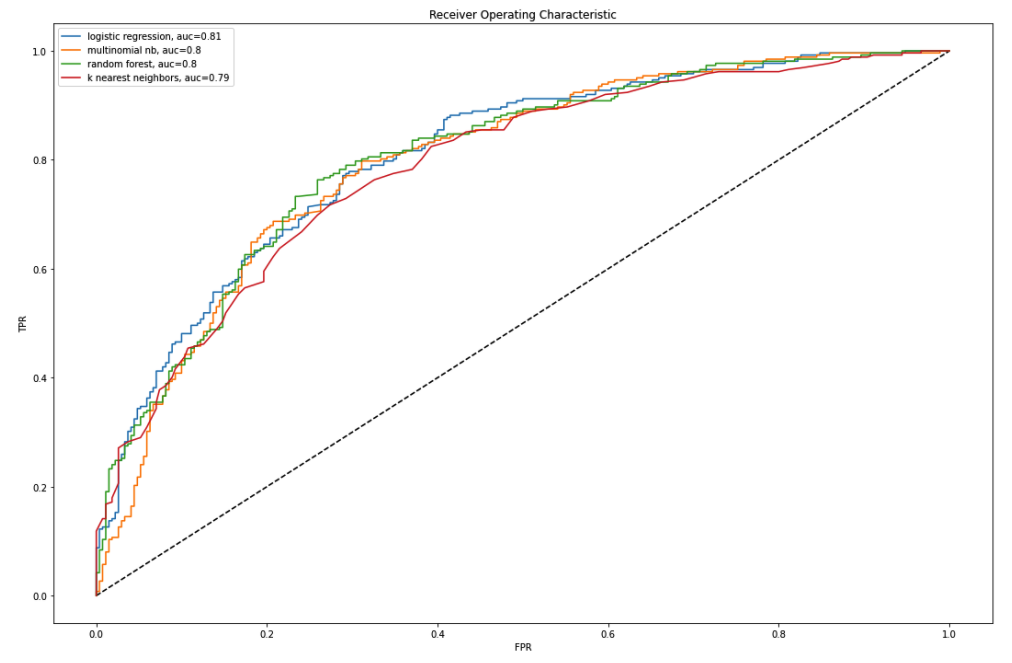 Receiver Operating Characteristic
logistic regression, auc=0.81
multinomial nb, auc=0.8
random forest, auc=0.8
k nearest neighbors, auc=0.79
1.0
0.8
0.6
0.4
0.2
0.0
TPR
0.0 0.2 0.4 0.6 0.8 1.0
FPR